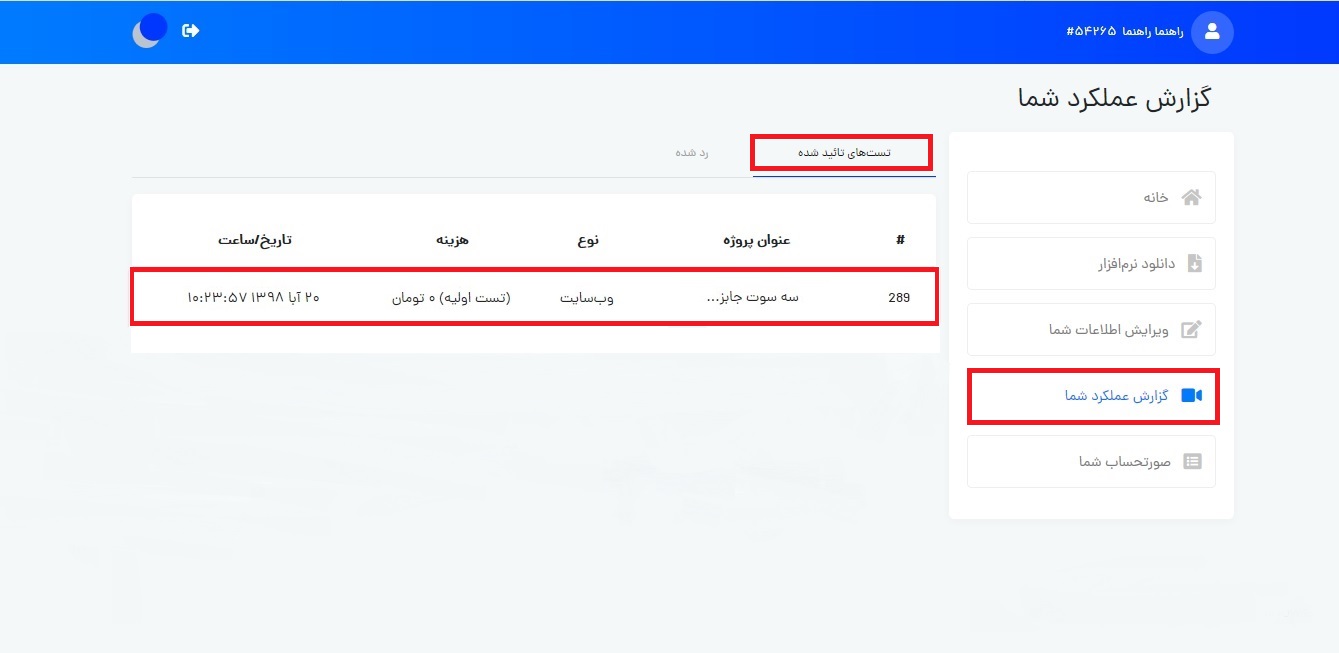 راهنما راهنما #۵۴۲۶۵
گزارش عملکرد شما
خانه
دانلود نرم‌افزار
ویرایش اطلاعات شما
گزارش عملکرد شما
صورتحساب شما
تست‌های تائید شده
رد شده
# عنوان پروژه نوع هزینه تاریخ/ساعت
289 سه سوت جابز... وب‌سایت (تست اولیه) ۰ تومان ۲۰ آبا ۱۳۹۸ ۱۰:۲۳:۵۷